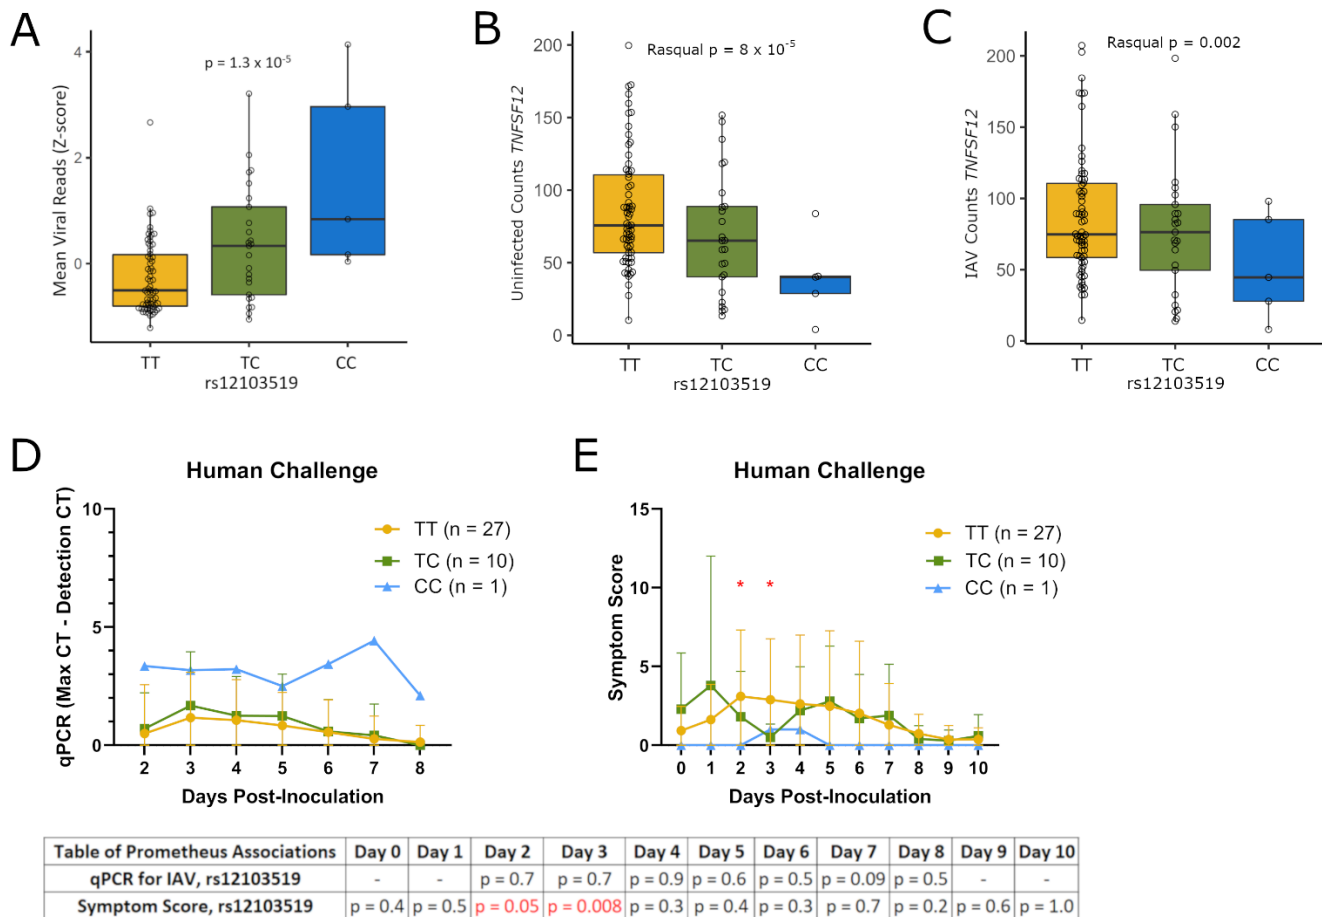 A
p = 1.3 x 10-5
Mean Viral Reads (Z-score)
4
2
0
TT TC CC
rs12103519
B
Rasqual p = 8 x 10-5
Uninfected Counts TNFSF12
200
150
100
50
0
TT TC CC
rs12103519
C
Rasqual p = 0.002
IAV Counts TNFSF12
200
150
100
50
0
TT TC CC
rs12103519
D
Human Challenge
qPCR (Max CT - Detection CT)
10
5
0
TT (n = 27)
TC (n = 10)
CC (n = 1)
2 3 4 5 6 7 8
Days Post-Inoculation
E
Human Challenge
Symptom Score
15
10
5
0
TT (n = 27)
TC (n = 10)
CC (n = 1)
* *
0 1 2 3 4 5 6 7 8 9 10
Days Post-Inoculation
Table of Prometheus Associations Day 0 Day 1 Day 2 Day 3 Day 4 Day 5 Day 6 Day 7 Day 8 Day 9 Day 10
qPCR for IAV, rs12103519 - - p = 0.7 p = 0.7 p = 0.9 p = 0.6 p = 0.5 p = 0.09 p = 0.5 - -
Symptom Score, rs12103519 p = 0.4 p = 0.5 p = 0.05 p = 0.008 p = 0.3 p = 0.4 p = 0.3 p = 0.7 p = 0.2 p = 0.6 p = 1.0